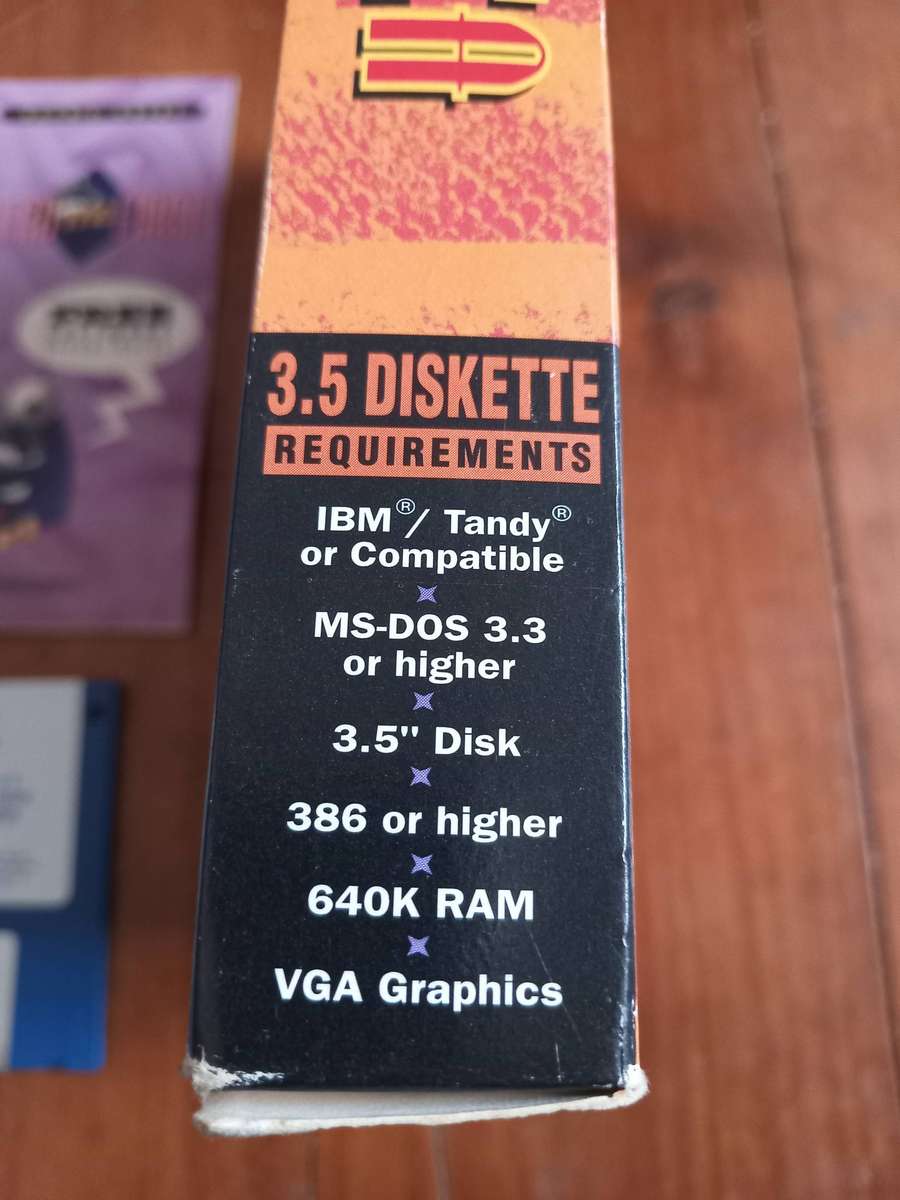 3.5 DISKETTE
REQUIREMENTS
IBM®/ Tandy®
or Compatible
MS-DOS 3.3
or higher
3.5" Disk
386 or higher
640K RAM
VGA Graphics
FREE